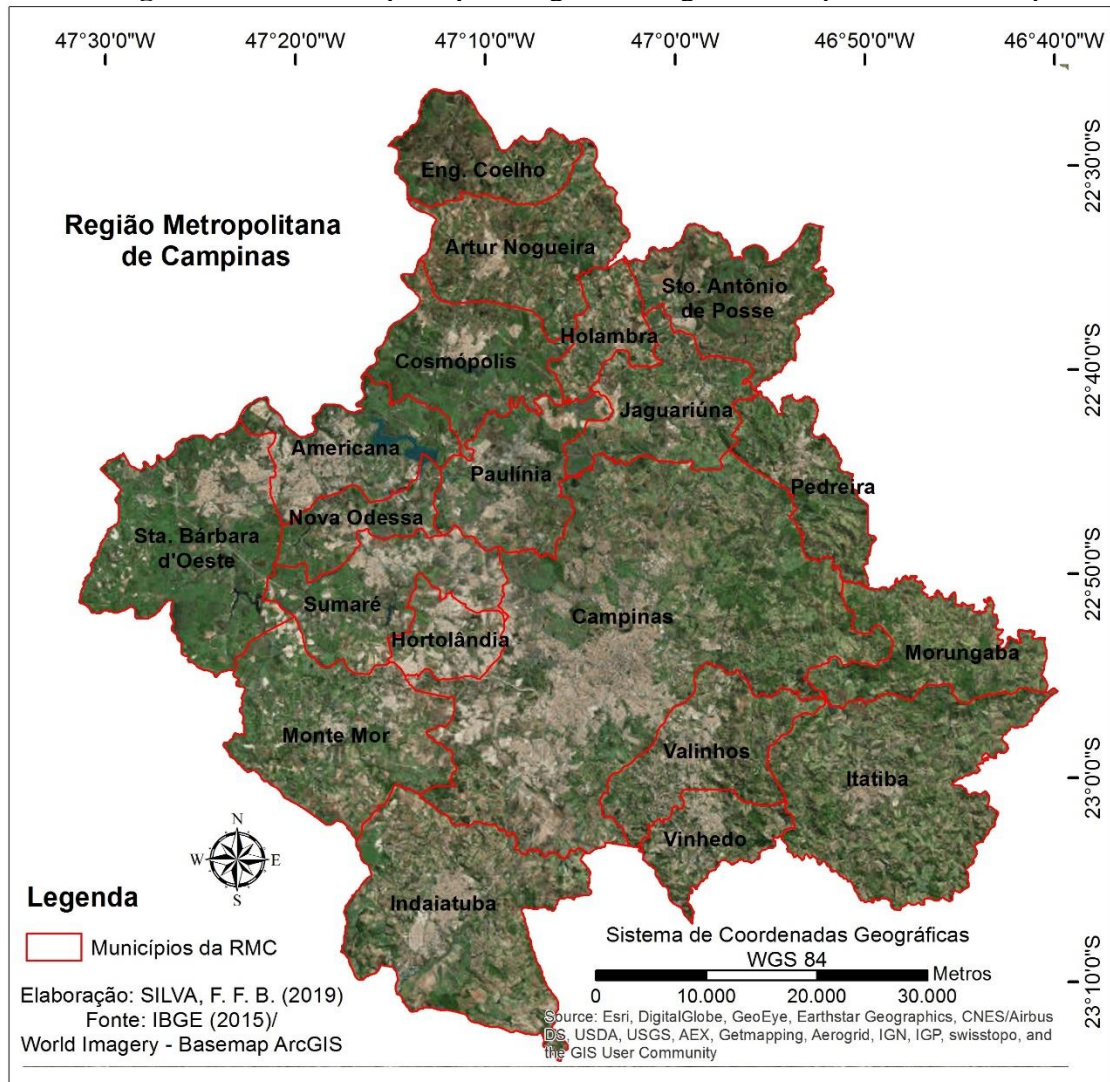 47°30'0"W 47°20'0"W 47°10'0"W 47°0'0"W 46°50'0"W 46°40'0"W
22°30'0"S
Eng. Coelho
Região Metropolitana
de Campinas
Artur Nogueira
Sto. Antônio
de Posse
Holambra
Cosmópolis
22°40'0"S
Jaguariúna
Americana
Paulínia
Pedreira
Nova Odessa
Sta. Bárbara
d'Oeste
22°50'0"S
Sumaré
Campinas
Hortolândia
Morungaba
Monte Mor
Valinhos
Itatiba
23°0'0"S
Vinhedo
N
W E
S
Legenda
Indaiatuba
Municípios da RMC
Sistema de Coordenadas Geográficas
WGS 84
Metros
0 10.000 20.000 30.000
23°10'0"S
Elaboração: SILVA, F. F. B. (2019)
Fonte: IBGE (2015)/
World Imagery - Basemap ArcGIS
Source: Esri, DigitalGlobe, GeoEye, Earthstar Geographics, CNES/Airbus
DS, USDA, USGS, AEX, Getmapping, Aerogrid, IGN, IGP, swisstopo, and
the GIS User Community